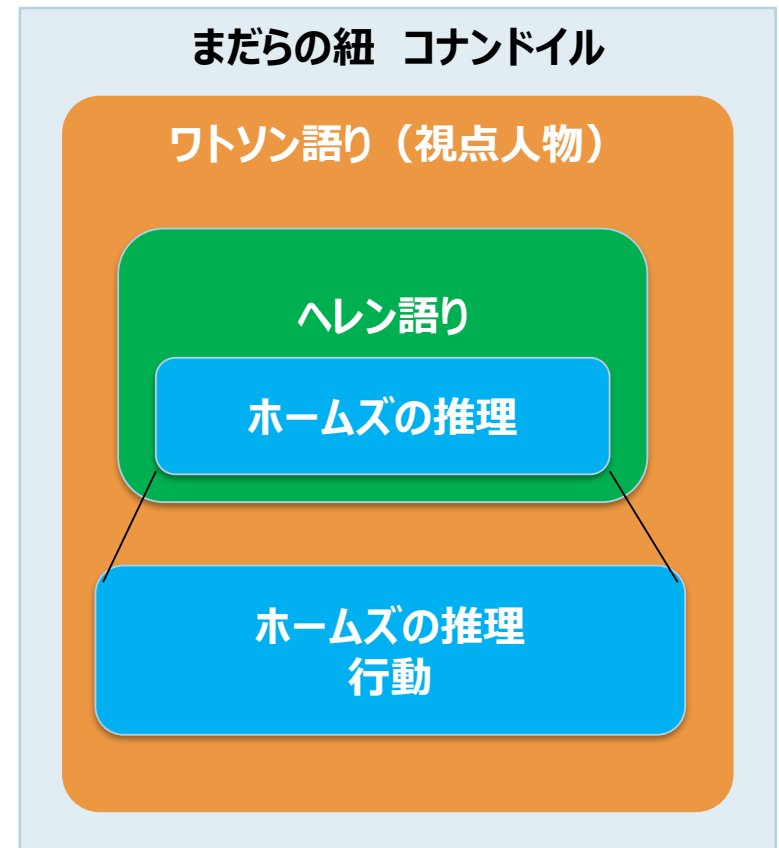 まだらの紐　コナンドイル
ワトソン語り（視点人物）
ヘレン語り
ホームズの推理
ホームズの推理
行動